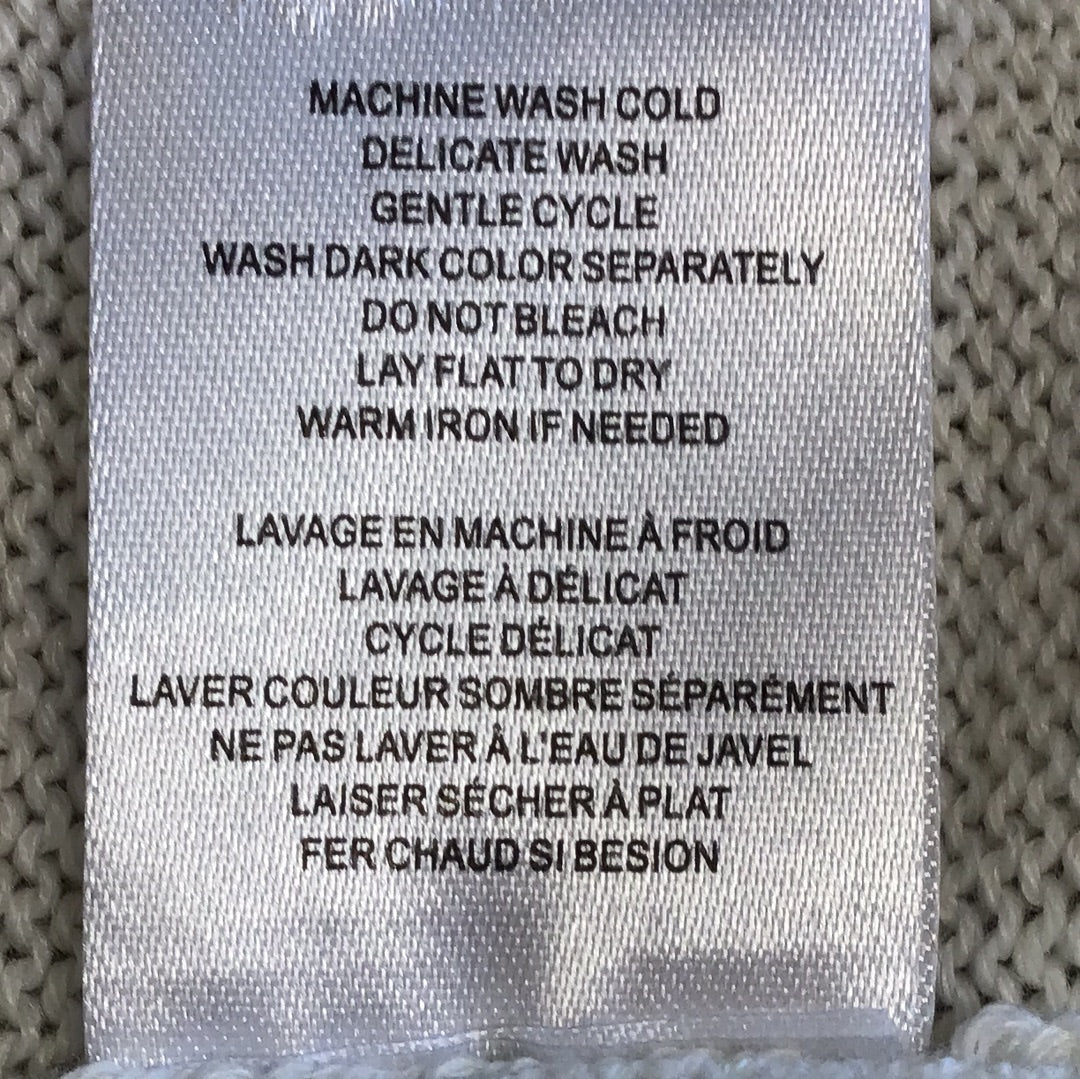 MACHINE WASH COLD
DELICATE WASH
GENTLE CYCLE
WASH DARK COLOR SEPARATELY
DO NOT BLEACH
LAY FLAT TO DRY
WARM IRON IF NEEDED
LAVAGE EN MACHINE À FROID
LAVAGE À DÉLICAT
CYCLE DÉLICAT
LAVER COULEUR SOMBRE SÉPARÉMENT
NE PAS LAVER À L'EAU DE JAVEL
LAISER SÉCHER À PLAT
FER CHAUD SI BESION